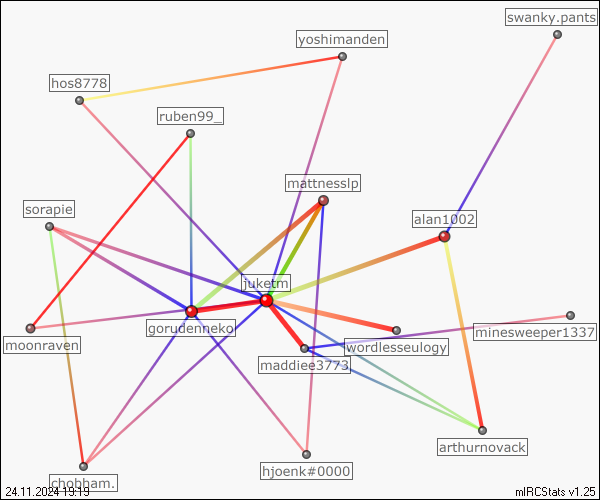 swanky.pants
yoshimanden
hos8778
ruben99_
mattnesslp
sorapie
alan1002
juketm
gorudenneko
minesweeper1337
moonraven
wordlesseulogy
maddiee3773
arthurnovack
hjoenk#0000
chobham.
24.11.2024 19:19
mIRCStats v1.25